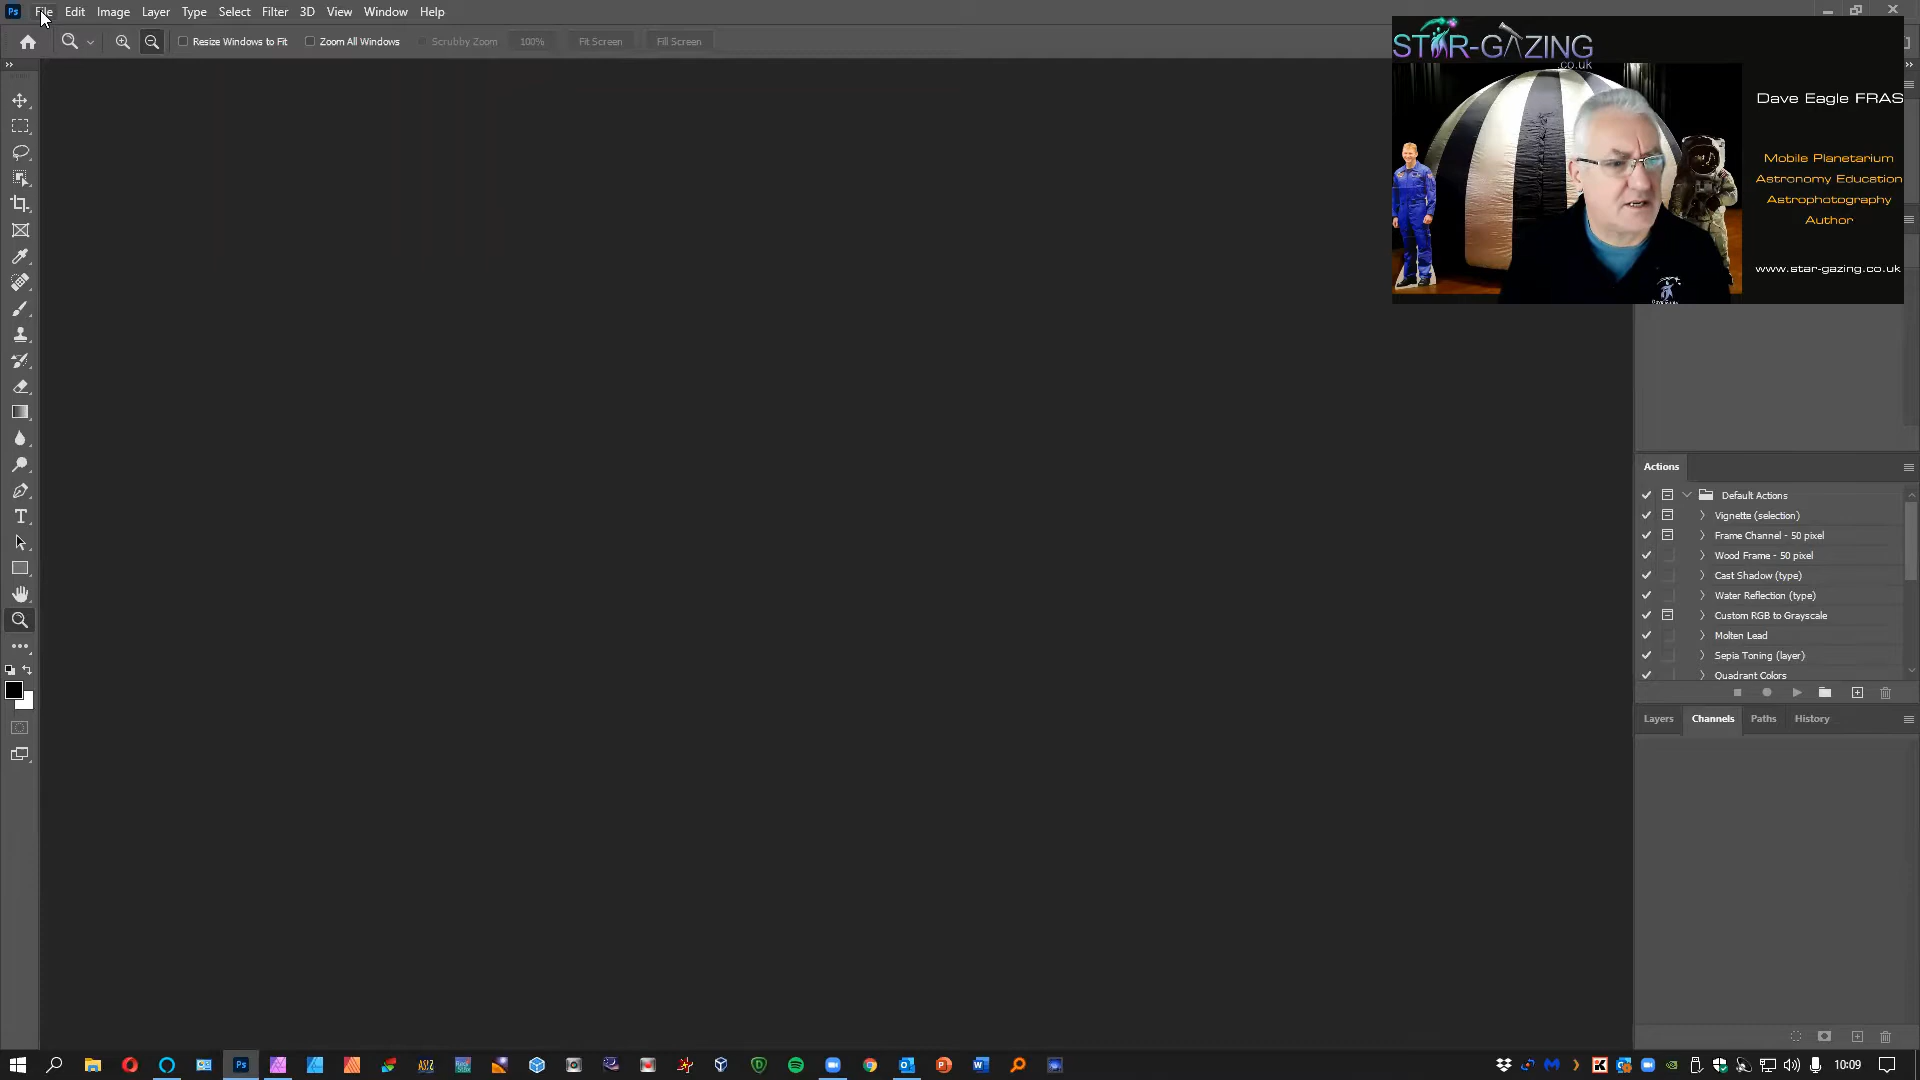 Ps File Edit Image Layer Type Select Filter 3D View Window Help
Resize Windows to Fit Zoom All Windows Scrubby Zoom 100% Fit Screen Fill Screen
STAR-GAZING
.co.uk
Dave Eagle FRAS
Mobile Planetarium
Astronomy Education
Astrophotography
Author
www.star-gazing.co.uk
Actions
Default Actions
Vignette (selection)
Frame Channel - 50 pixel
Wood Frame - 50 pixel
Cast Shadow (type)
Water Reflection (type)
Custom RGB to Grayscale
Molten Lead
Sepia Toning (layer)
Quadrant Colors
Layers Channels Paths History
10:09